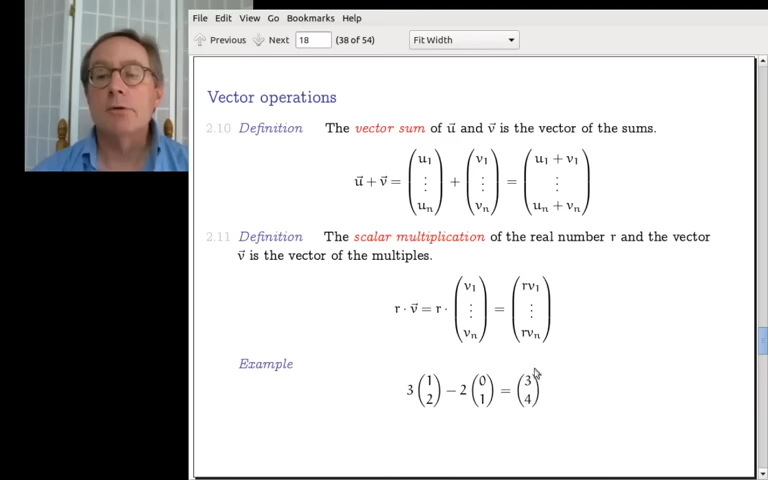 File Edit View Go Bookmarks Help
Previous Next 18 (38 of 54) Fit Width
Vector operations
2.10 Definition The vector sum of u⃗ and v⃗ is the vector of the sums.
u⃗ + v⃗ = (u₁ ⋮ uₙ) + (v₁ ⋮ vₙ) = (u₁ + v₁ ⋮ uₙ + vₙ)
2.11 Definition The scalar multiplication of the real number r and the vector
v⃗ is the vector of the multiples.
r · v⃗ = r · (v₁ ⋮ vₙ) = (rv₁ ⋮ rvₙ)
Example
3 (1 2) − 2 (0 1) = (3 4)